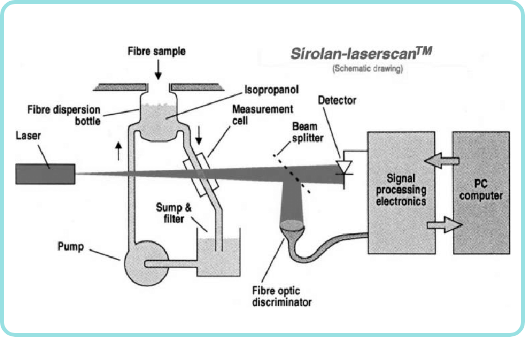 Fibre sample
Sirolan-laserscan™
(Schematic drawing)
Isopropanol
Fibre dispersion
bottle
Measurement
cell
Detector
Laser
Beam
splitter
Signal
processing
electronics
PC
computer
Sump &
filter
Pump
Fibre optic
discriminator